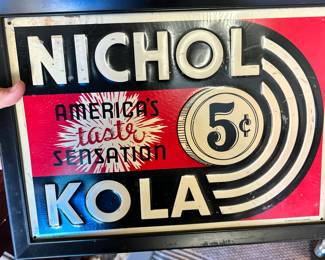 NICHOL
AMERICA'S
taste
SENSATION
5¢
KOLA